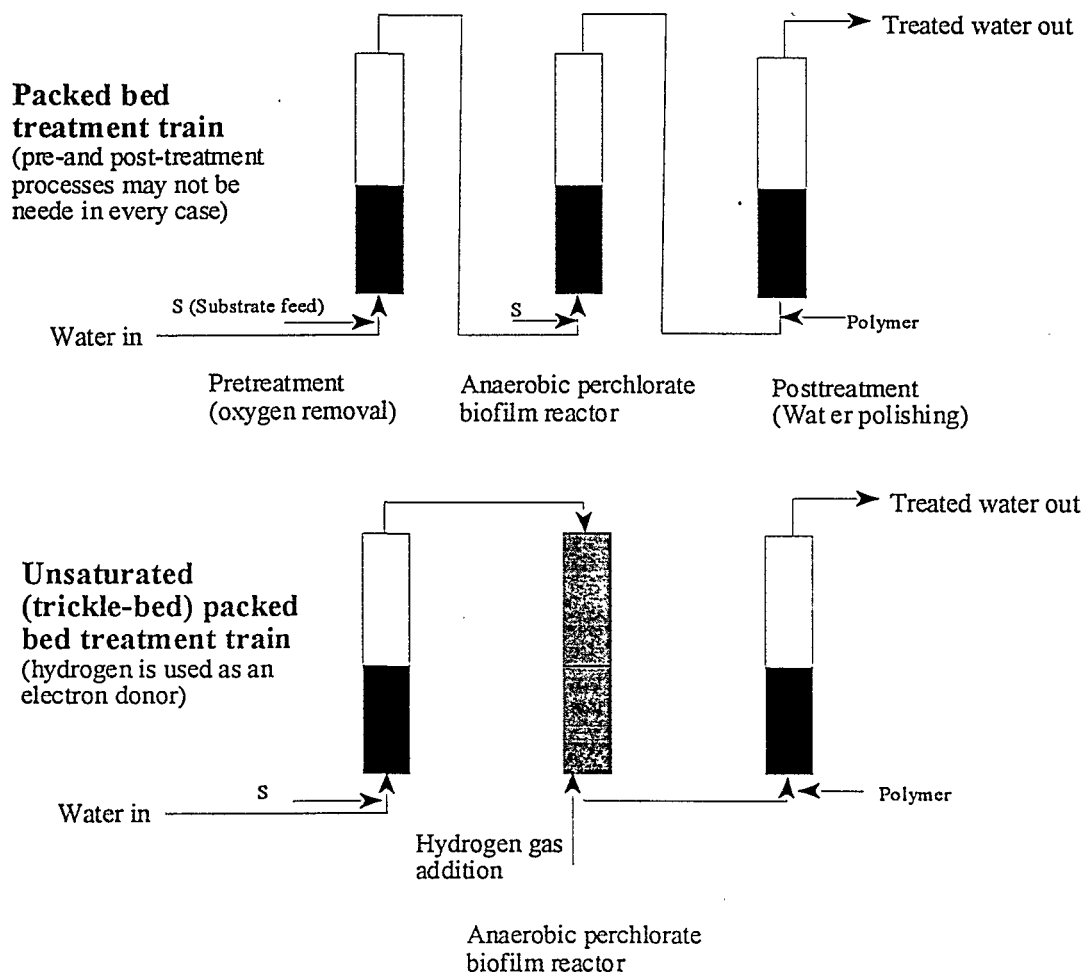 Treated water out
Packed bed
treatment train
(pre-and post-treatment
processes may not be
neede in every case)
S (Substrate feed)
Water in
S
Polymer
Pretreatment
(oxygen removal)
Anaerobic perchlorate
biofilm reactor
Posttreatment
(Wat er polishing)
Treated water out
Unsaturated
(trickle-bed) packed
bed treatment train
(hydrogen is used as an
electron donor)
S
Water in
Polymer
Hydrogen gas
addition
Anaerobic perchlorate
biofilm reactor